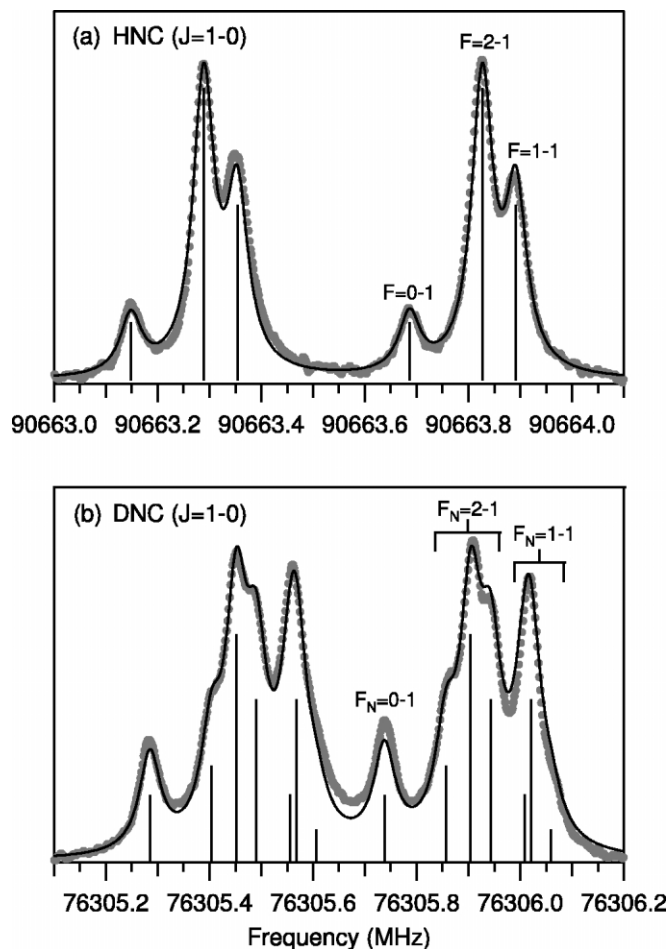 (a) HNC (J=1-0)
F=2-1
F=1-1
F=0-1
90663.0 90663.2 90663.4 90663.6 90663.8 90664.0
(b) DNC (J=1-0)
F_N=2-1
F_N=1-1
F_N=0-1
76305.2 76305.4 76305.6 76305.8 76306.0 76306.2
Frequency (MHz)